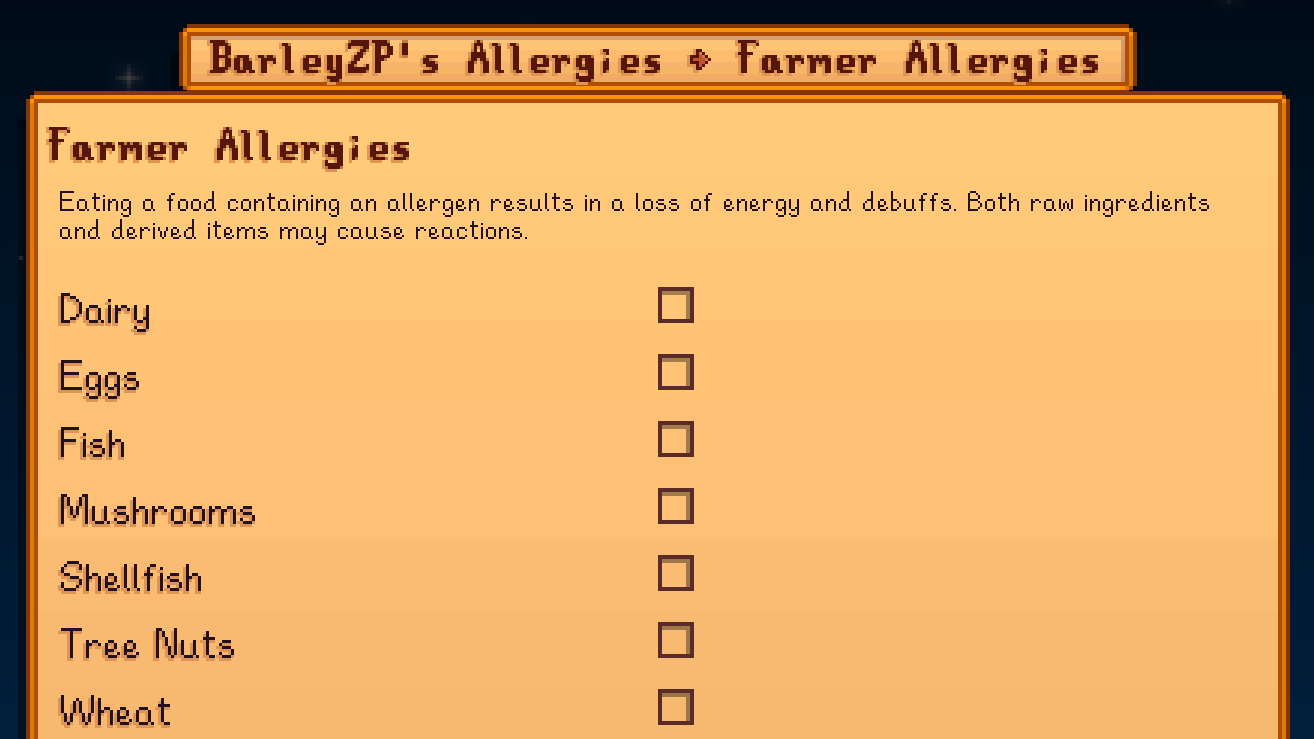 BarleyZP's Allergies → Farmer Allergies
Farmer Allergies
Eating a food containing an allergen results in a loss of energy and debuffs. Both raw ingredients
and derived items may cause reactions.
Dairy
Eggs
Fish
Mushrooms
Shellfish
Tree Nuts
Wheat